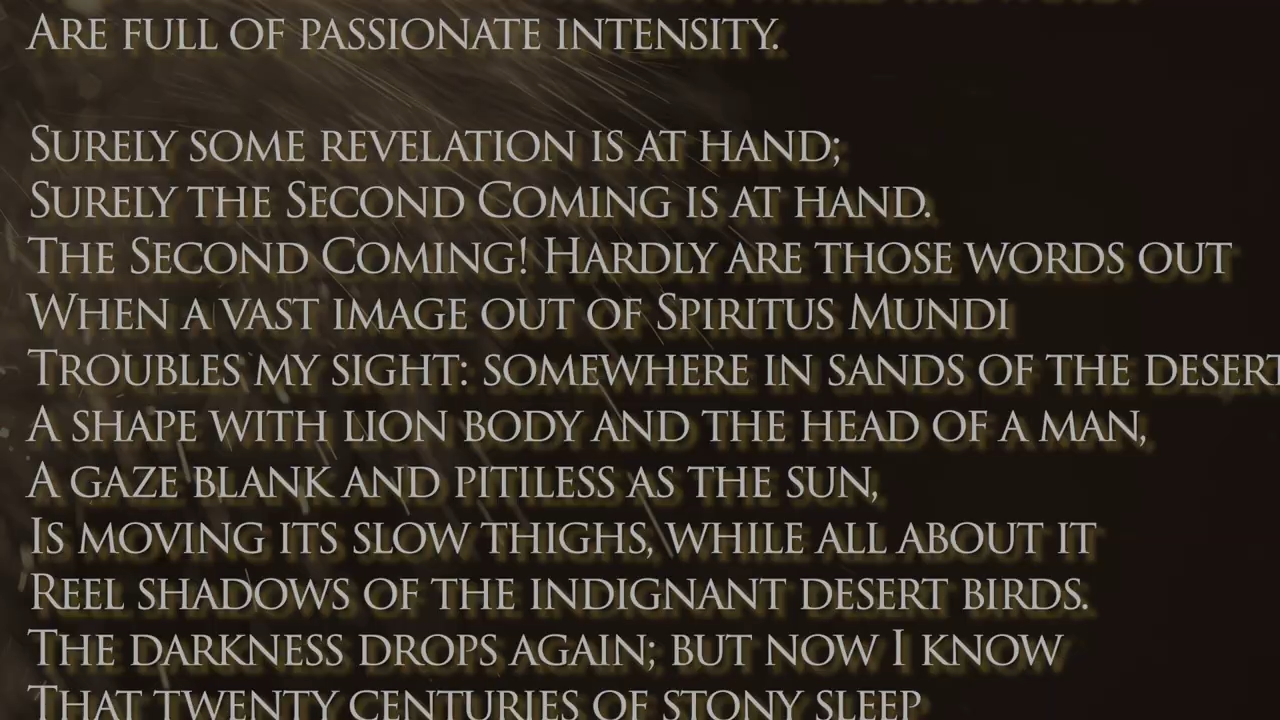 Are full of passionate intensity.
Surely some revelation is at hand;
Surely the Second Coming is at hand.
The Second Coming! Hardly are those words out
When a vast image out of Spiritus Mundi
Troubles my sight: somewhere in sands of the desert
A shape with lion body and the head of a man,
A gaze blank and pitiless as the sun,
Is moving its slow thighs, while all about it
Reel shadows of the indignant desert birds.
The darkness drops again; but now I know
That twenty centuries of stony sleep